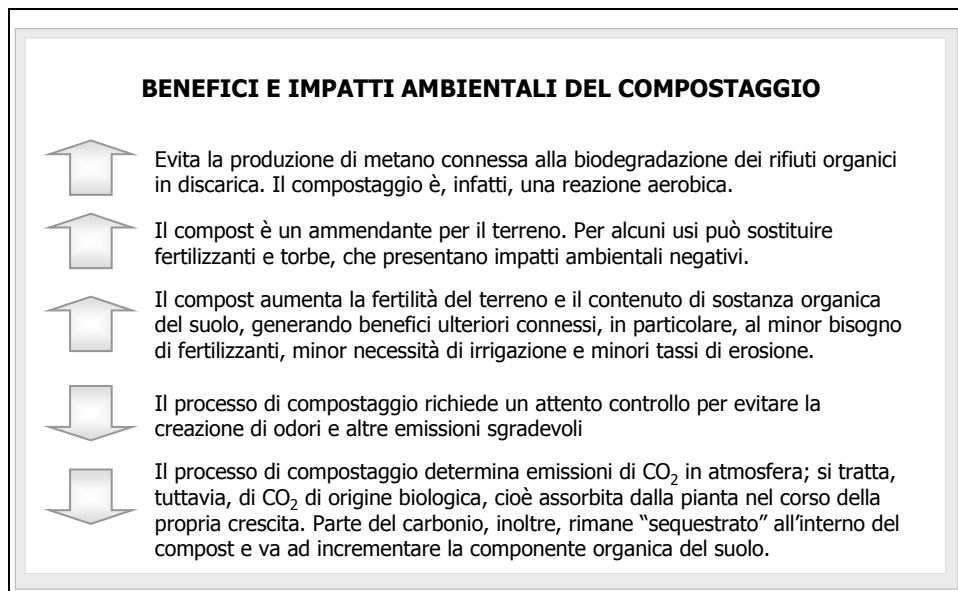 BENEFICI E IMPATTI AMBIENTALI DEL COMPOSTAGGIO
Evita la produzione di metano connessa alla biodegradazione dei rifiuti organici
in discarica. Il compostaggio è, infatti, una reazione aerobica.
Il compost è un ammendante per il terreno. Per alcuni usi può sostituire
fertilizzanti e torbe, che presentano impatti ambientali negativi.
Il compost aumenta la fertilità del terreno e il contenuto di sostanza organica
del suolo, generando benefici ulteriori connessi, in particolare, al minor bisogno
di fertilizzanti, minor necessità di irrigazione e minori tassi di erosione.
Il processo di compostaggio richiede un attento controllo per evitare la
creazione di odori e altre emissioni sgradevoli
Il processo di compostaggio determina emissioni di CO₂ in atmosfera; si tratta,
tuttavia, di CO₂ di origine biologica, cioè assorbita dalla pianta nel corso della
propria crescita. Parte del carbonio, inoltre, rimane “sequestrato” all’interno del
compost e va ad incrementare la componente organica del suolo.